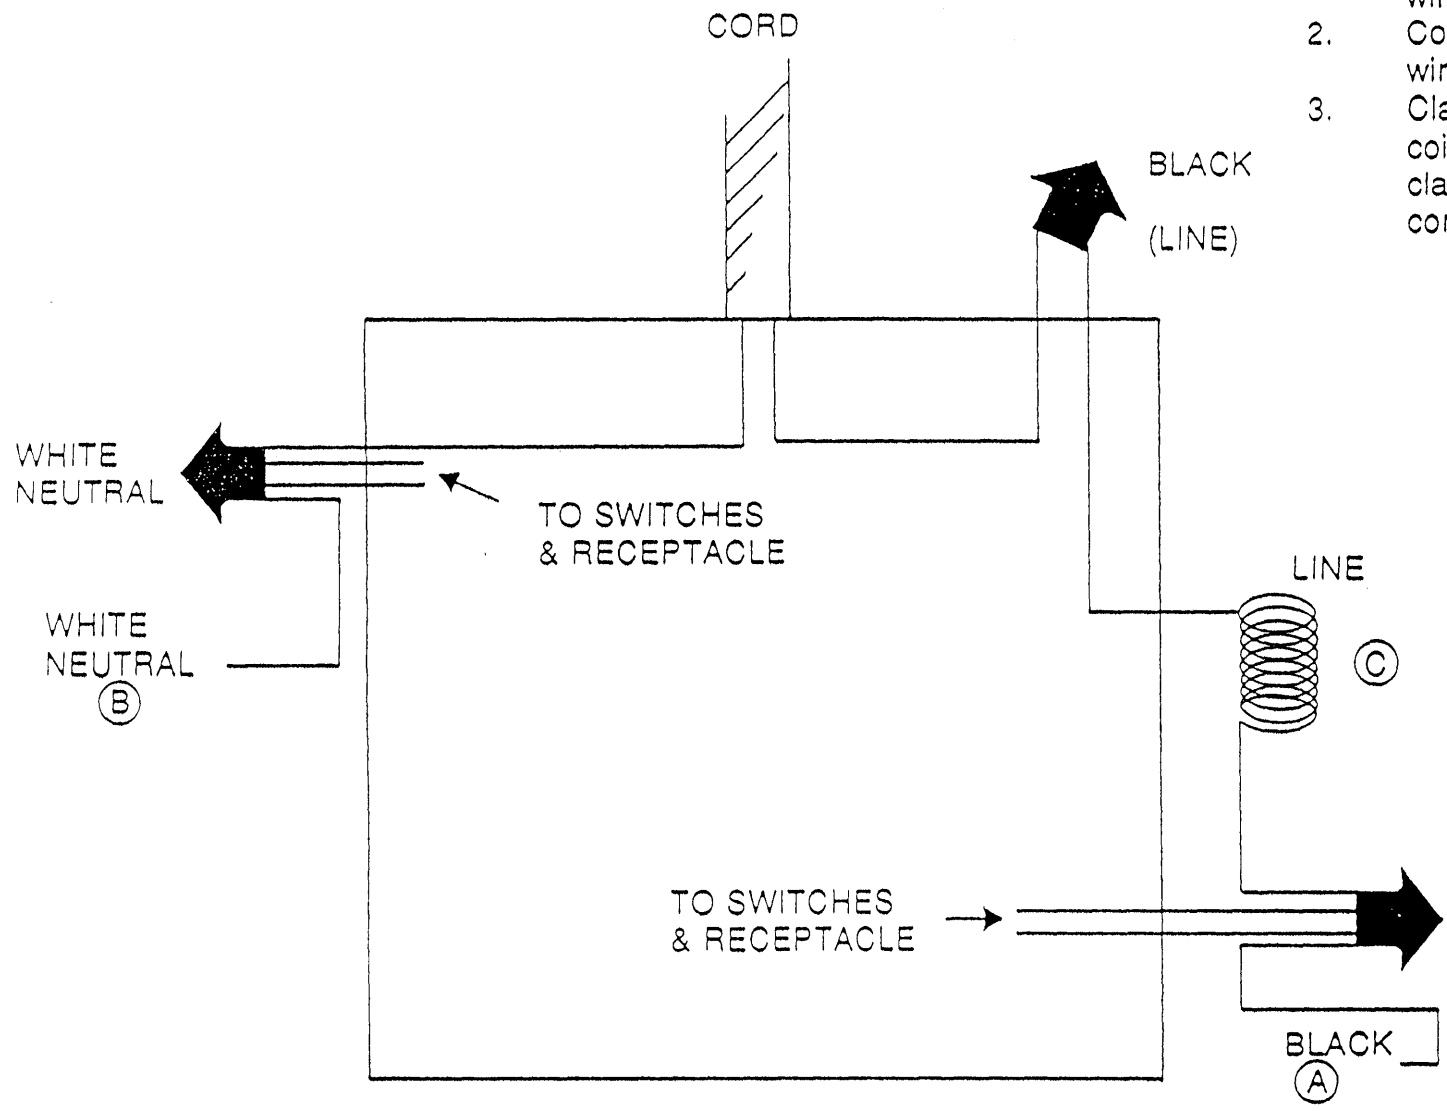 CORD
2.
3.
BLACK
(LINE)
WHITE
NEUTRAL
TO SWITCHES
& RECEPTACLE
WHITE
NEUTRAL
B
LINE
C
TO SWITCHES
& RECEPTACLE
BLACK
A